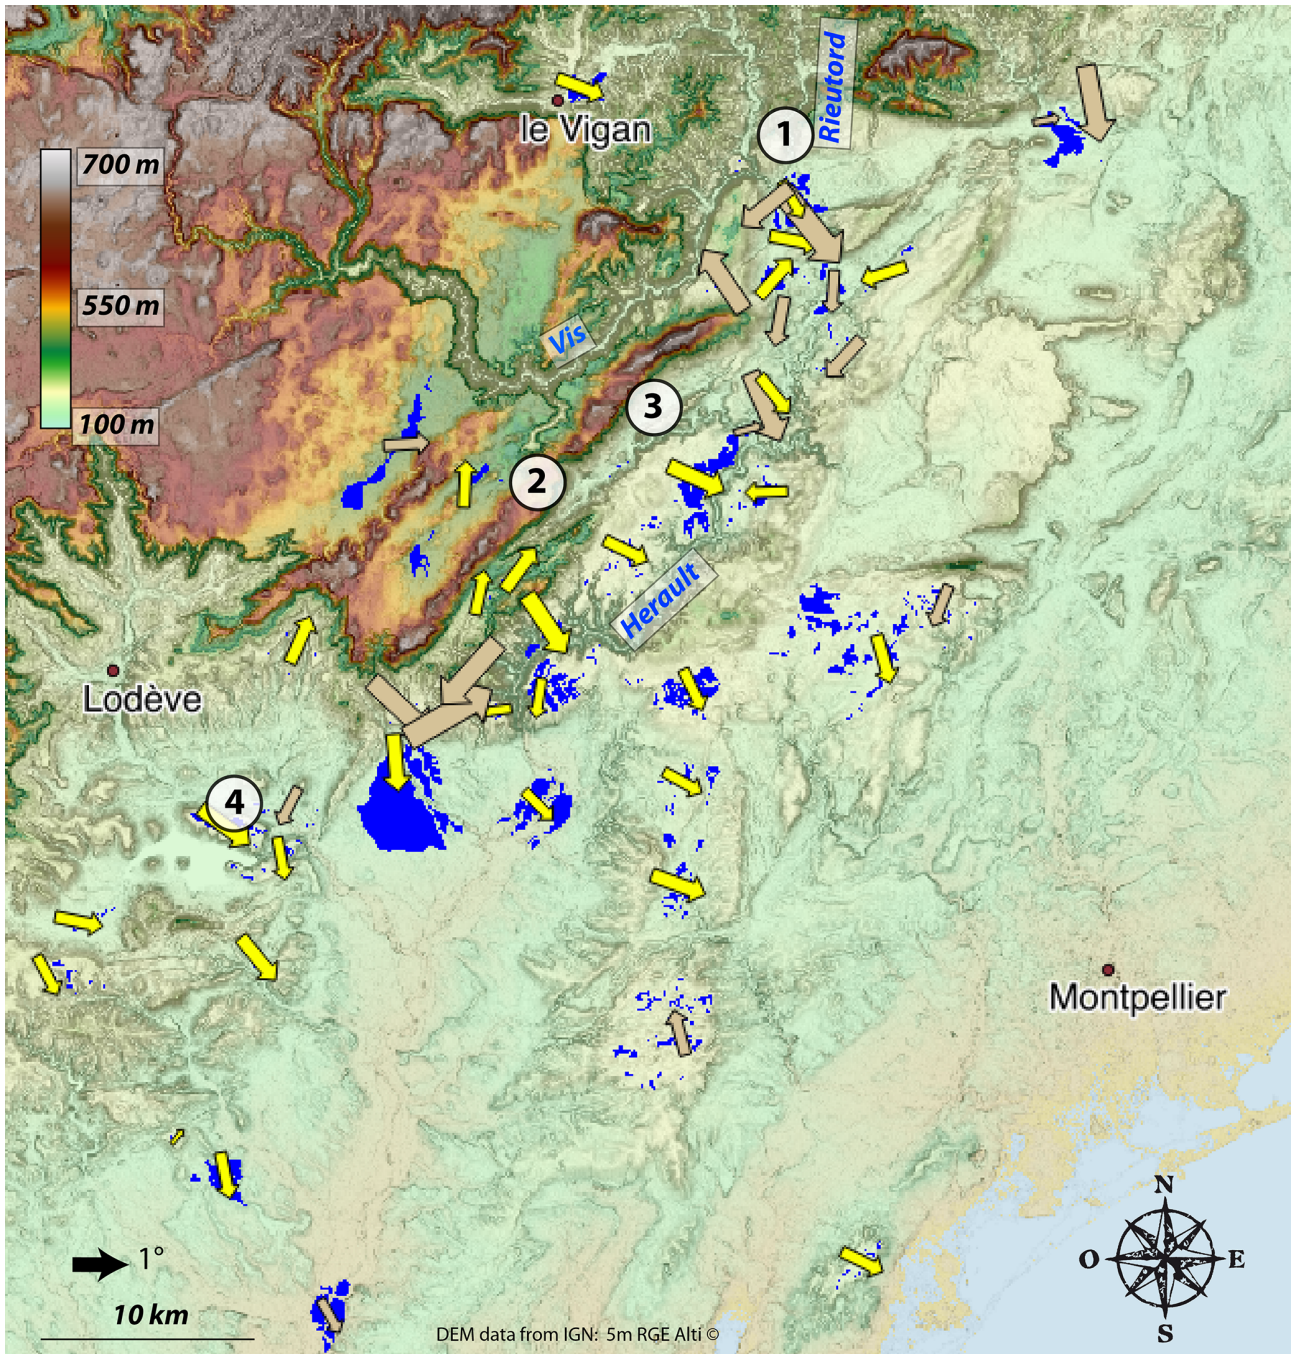 Rieutord
1
le Vigan
700 m
550 m
100 m
Vis
3
2
Herault
Lodève
4
Montpellier
N
O
E
S
1°
10 km
DEM data from IGN: 5m RGE Alti ©